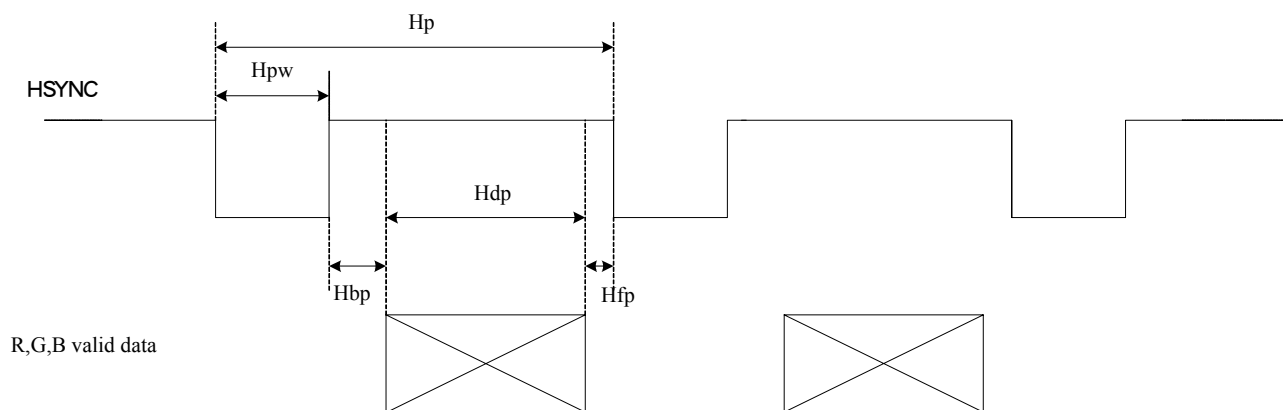 Hp
Hpw
HSYNC
Hdp
Hbp
Hfp
R,G,B valid data